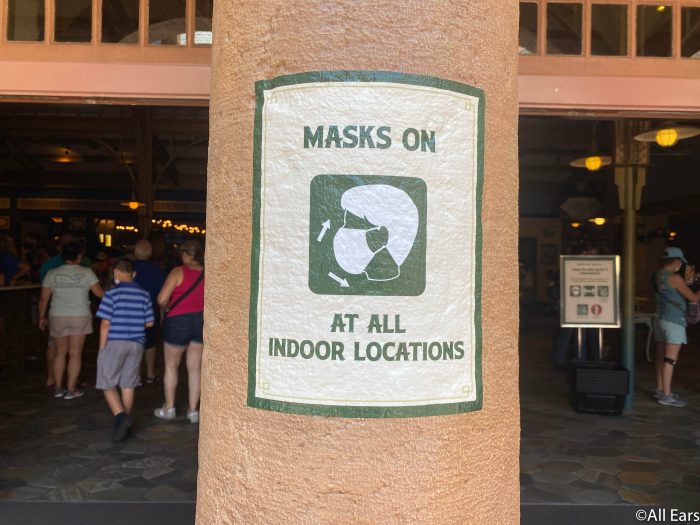 MASKS ON
AT ALL
INDOOR LOCATIONS
©All Ears